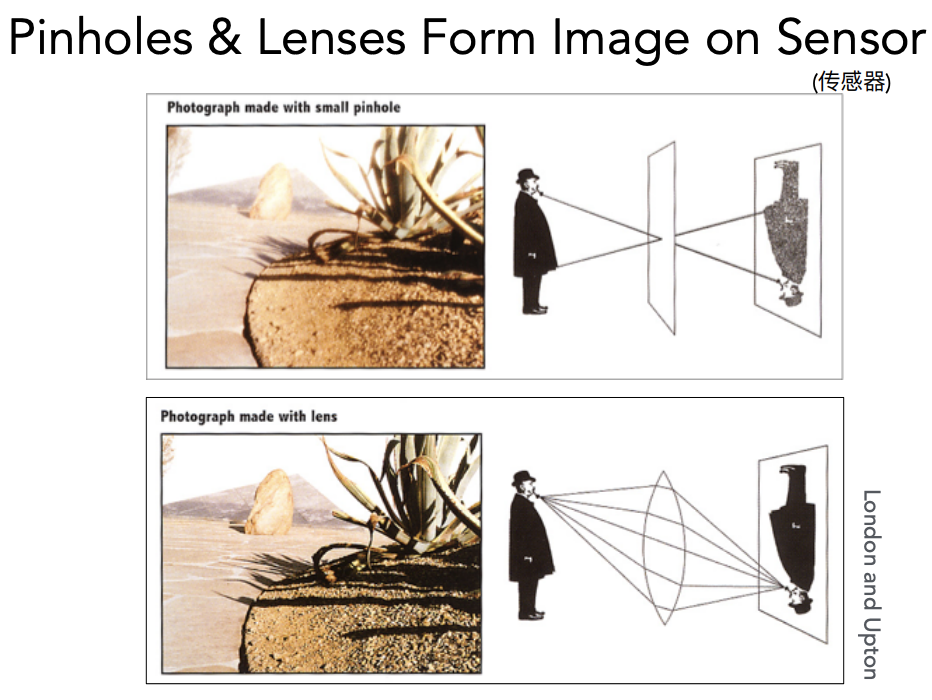 Pinholes & Lenses Form Image on Sensor
(传感器)
Photograph made with small pinhole
Photograph made with lens
London and Upton